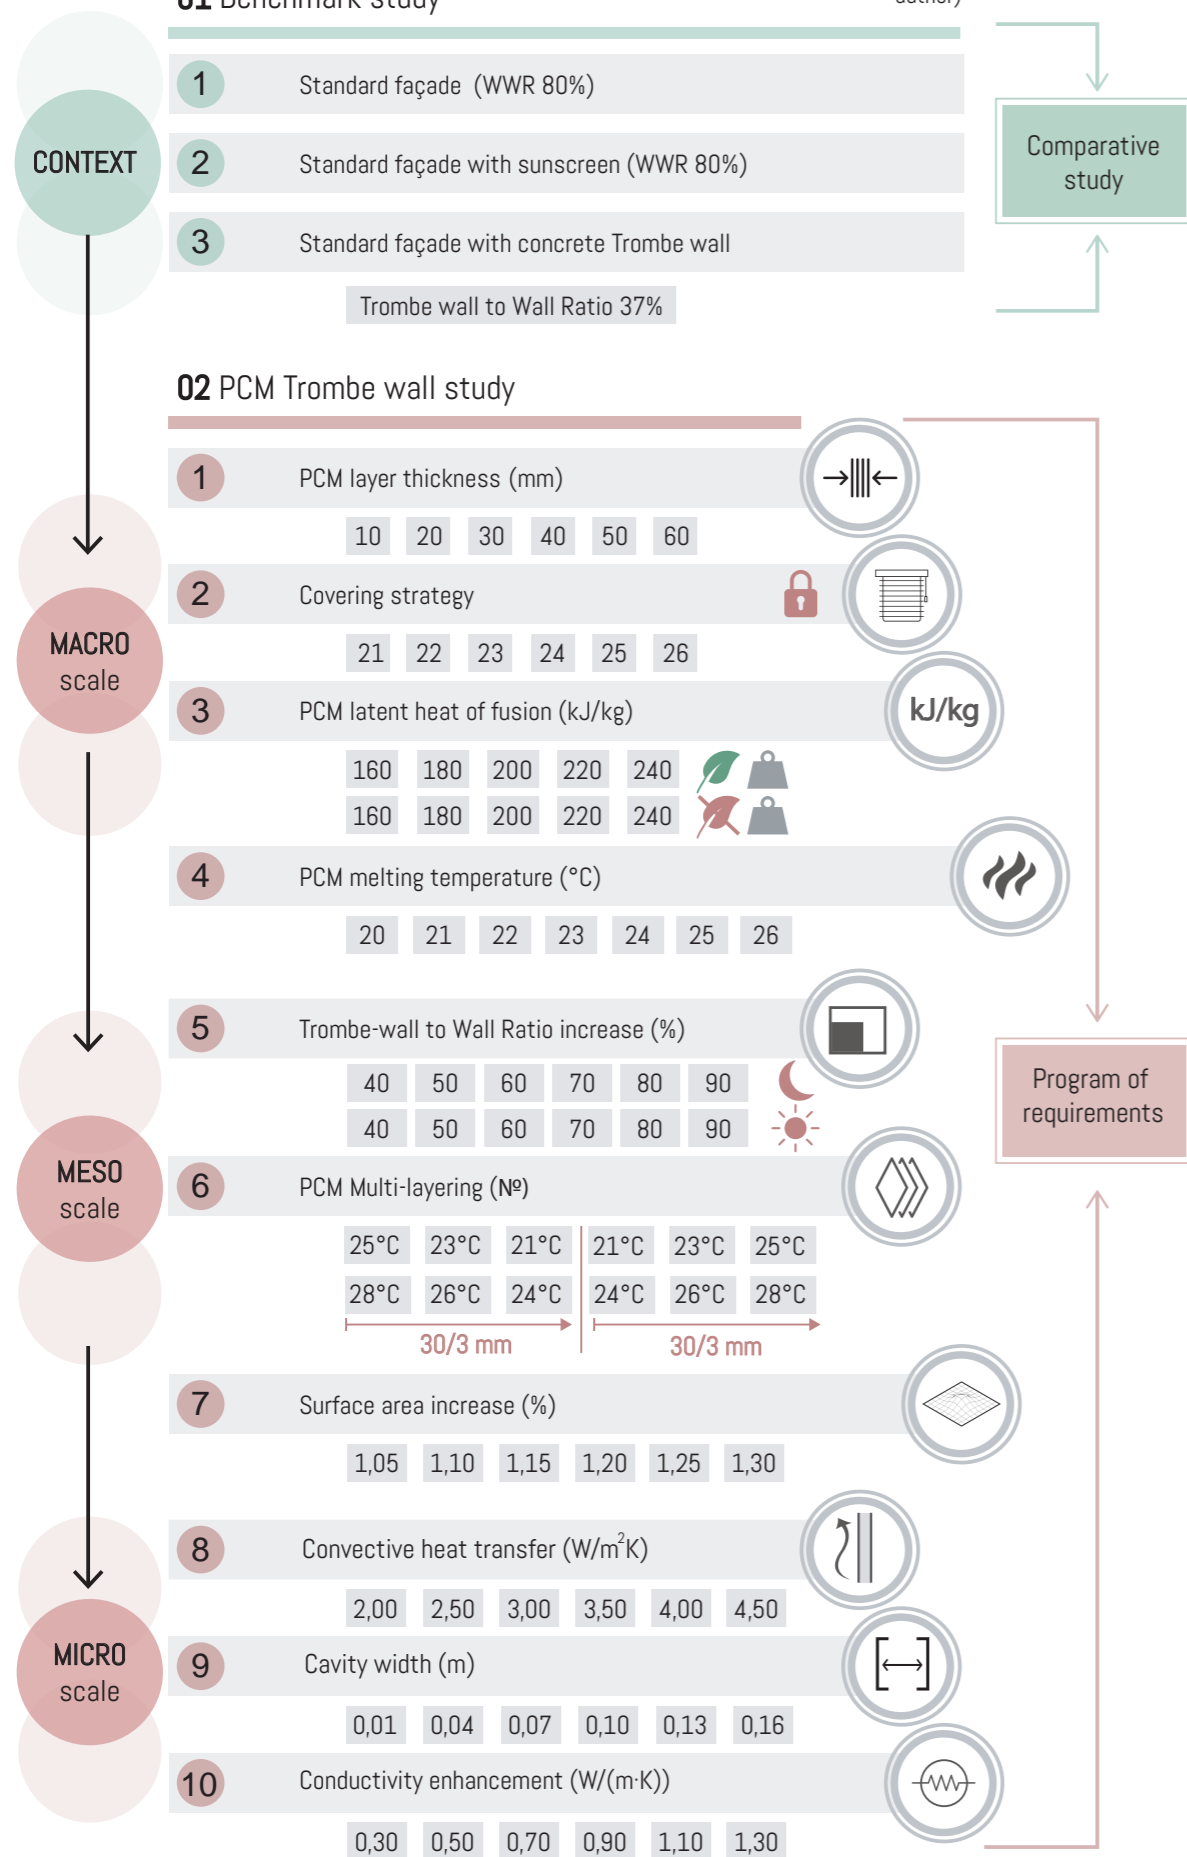 01 Benchmark study
author)
1 Standard façade (WWR 80%)
CONTEXT
2 Standard façade with sunscreen (WWR 80%)
3 Standard façade with concrete Trombe wall
Trombe wall to Wall Ratio 37%
Comparative
study
02 PCM Trombe wall study
1 PCM layer thickness (mm)
10 20 30 40 50 60
2 Covering strategy
21 22 23 24 25 26
MACRO
scale
3 PCM latent heat of fusion (kJ/kg)
kJ/kg
160 180 200 220 240
160 180 200 220 240
4 PCM melting temperature (°C)
20 21 22 23 24 25 26
5 Trombe-wall to Wall Ratio increase (%)
40 50 60 70 80 90
40 50 60 70 80 90
Program of
requirements
MESO
scale
6 PCM Multi-layering (№)
25°C 23°C 21°C 21°C 23°C 25°C
28°C 26°C 24°C 24°C 26°C 28°C
30/3 mm 30/3 mm
7 Surface area increase (%)
1,05 1,10 1,15 1,20 1,25 1,30
8 Convective heat transfer (W/m²K)
2,00 2,50 3,00 3,50 4,00 4,50
MICRO
scale
9 Cavity width (m)
0,01 0,04 0,07 0,10 0,13 0,16
10 Conductivity enhancement (W/(m·K))
0,30 0,50 0,70 0,90 1,10 1,30